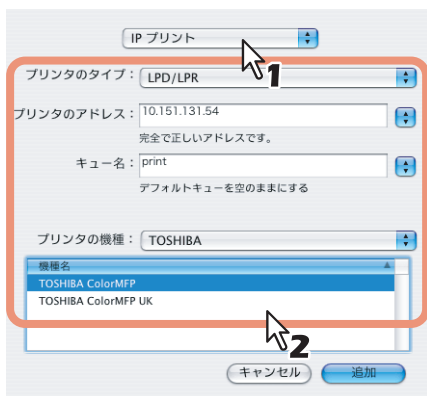 IP プリント
1
プリンタのタイプ： LPD/LPR
プリンタのアドレス： 10.151.131.54
完全で正しいアドレスです。
キュー名： print
デフォルトキューを空のままにする
プリンタの機種： TOSHIBA
機種名
TOSHIBA ColorMFP
TOSHIBA ColorMFP UK
2
キャンセル 追加